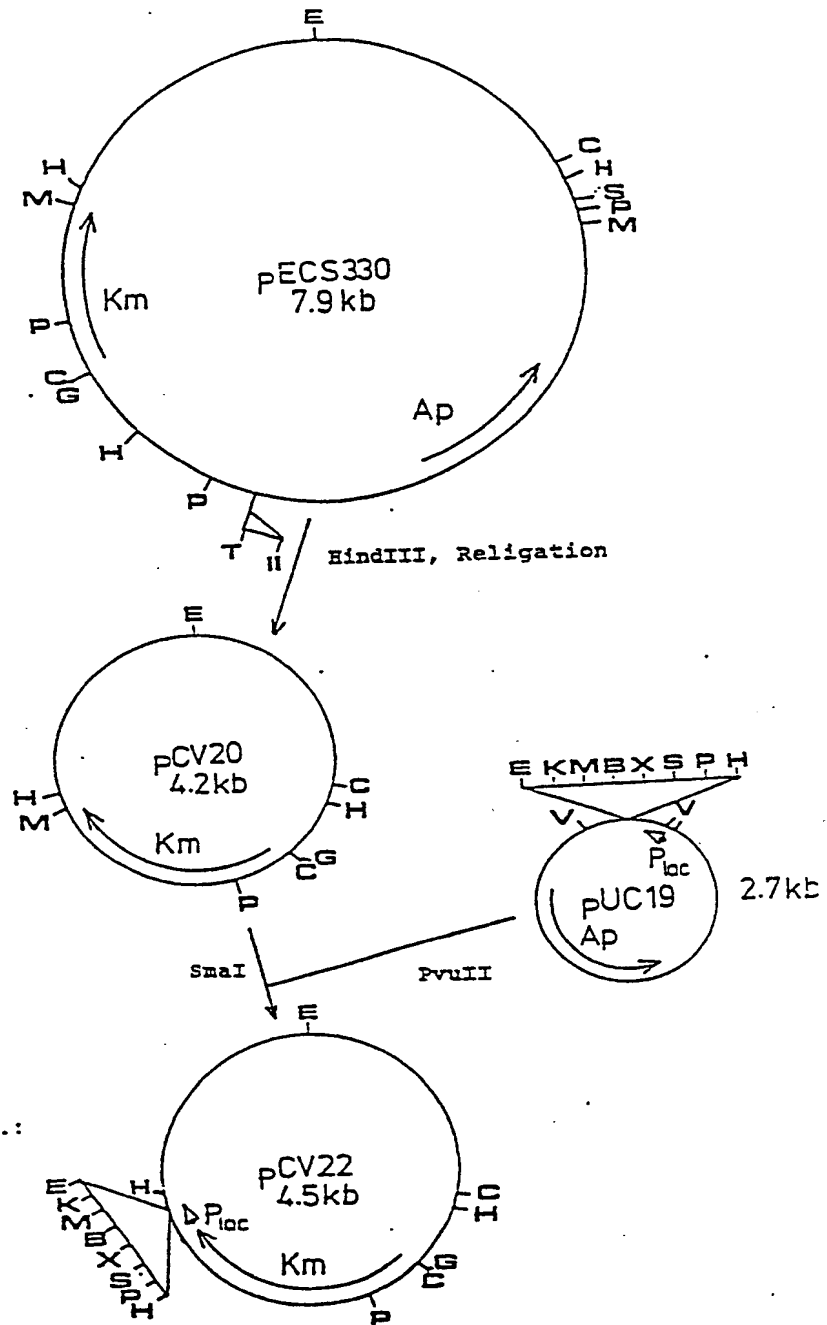 E
C
H
S
P
M
H
M
pECS330
7.9kb
Km
P
C
G
Ap
H
P
T II
HindIII, Religation
E
pCV20
4.2kb
E K M B X S P H
H
M
C
H
V V
Plac
Km
G
C
P
pUC19
2.7kb
Ap
SmaI
PvuII
E
.:
pCV22
4.5kb
E
K
M
B
X
S
P
H
H
Plac
C
H
Km
G
C
P